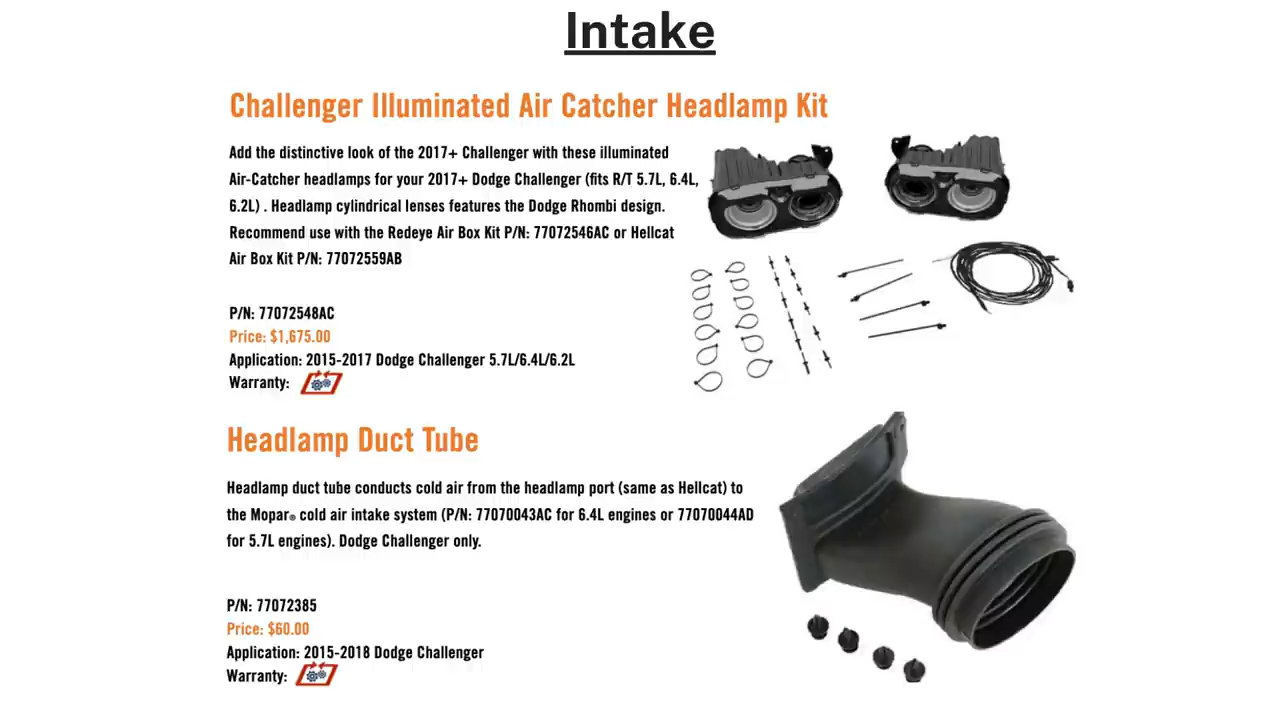 Intake
Challenger Illuminated Air Catcher Headlamp Kit
Add the distinctive look of the 2017+ Challenger with these illuminated
Air-Catcher headlamps for your 2017+ Dodge Challenger (fits R/T 5.7L, 6.4L,
6.2L) . Headlamp cylindrical lenses features the Dodge Rhombi design.
Recommend use with the Redeye Air Box Kit P/N: 77072546AC or Hellcat
Air Box Kit P/N: 77072559AB
P/N: 77072548AC
Price: $1,675.00
Application: 2015-2017 Dodge Challenger 5.7L/6.4L/6.2L
Warranty:
Headlamp Duct Tube
Headlamp duct tube conducts cold air from the headlamp port (same as Hellcat) to
the Mopar® cold air intake system (P/N: 77070043AC for 6.4L engines or 77070044AD
for 5.7L engines). Dodge Challenger only.
P/N: 77072385
Price: $60.00
Application: 2015-2018 Dodge Challenger
Warranty: